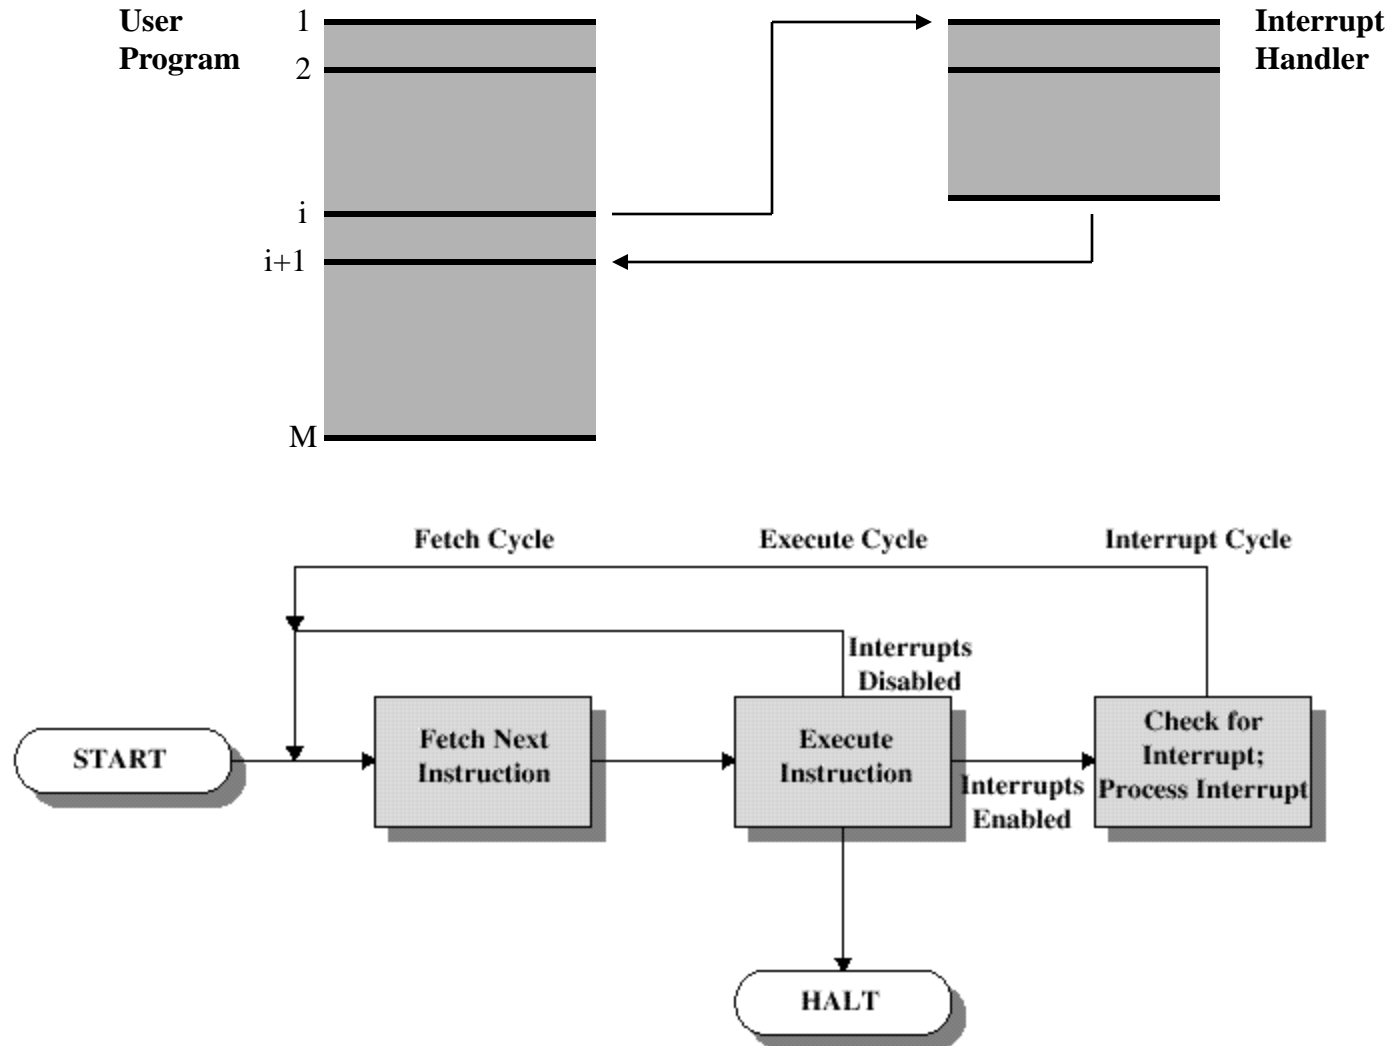 User
Program
1
2
i
i+1
M
Interrupt
Handler
Fetch Cycle
Execute Cycle
Interrupt Cycle
START
Fetch Next
Instruction
Execute
Instruction
Interrupts
Disabled
Interrupts
Enabled
Check for
Interrupt;
Process Interrupt
HALT